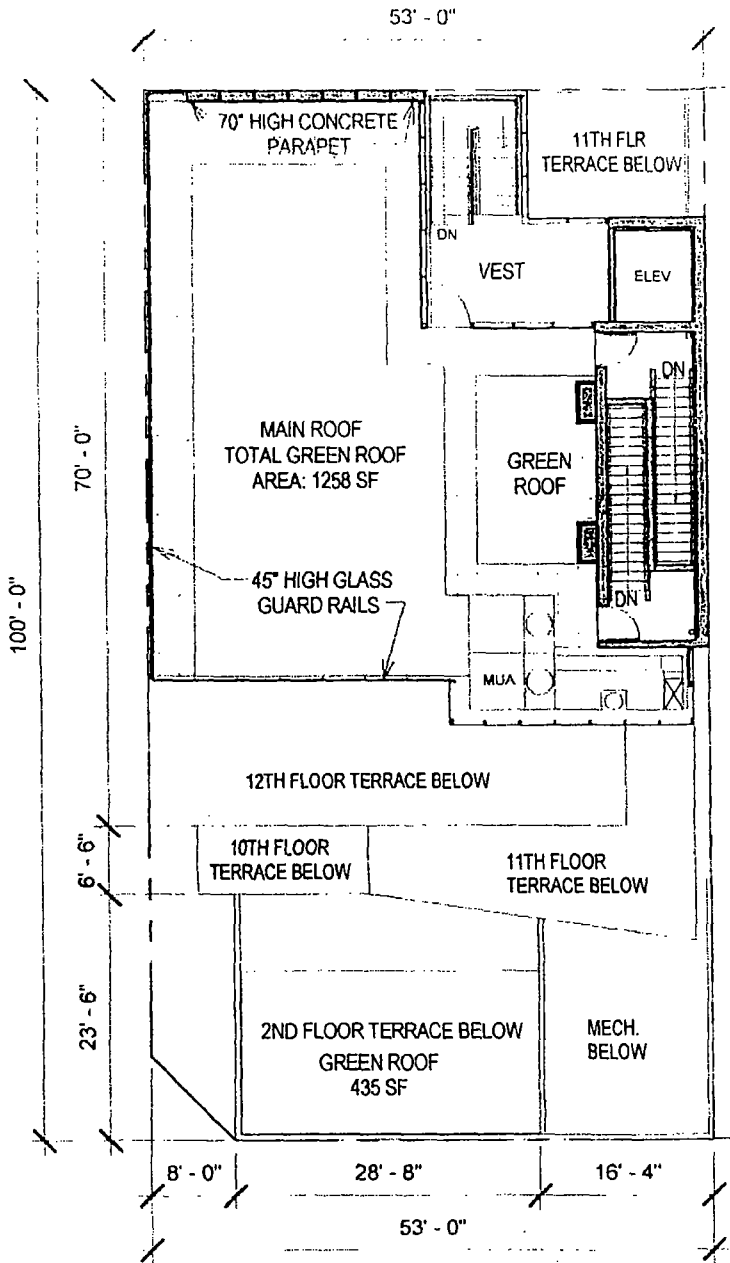 53' - 0"
70" HIGH CONCRETE
PARAPET
11TH FLR
TERRACE BELOW
DN
VEST
ELEV
DN
MAIN ROOF
TOTAL GREEN ROOF
AREA: 1258 SF
GREEN
ROOF
70' - 0"
100' - 0"
45" HIGH GLASS
GUARD RAILS
DN
MUA
12TH FLOOR TERRACE BELOW
10TH FLOOR
TERRACE BELOW
11TH FLOOR
TERRACE BELOW
6' - 6"
23' - 6"
2ND FLOOR TERRACE BELOW
GREEN ROOF
435 SF
MECH.
BELOW
8' - 0"
28' - 8"
16' - 4"
53' - 0"